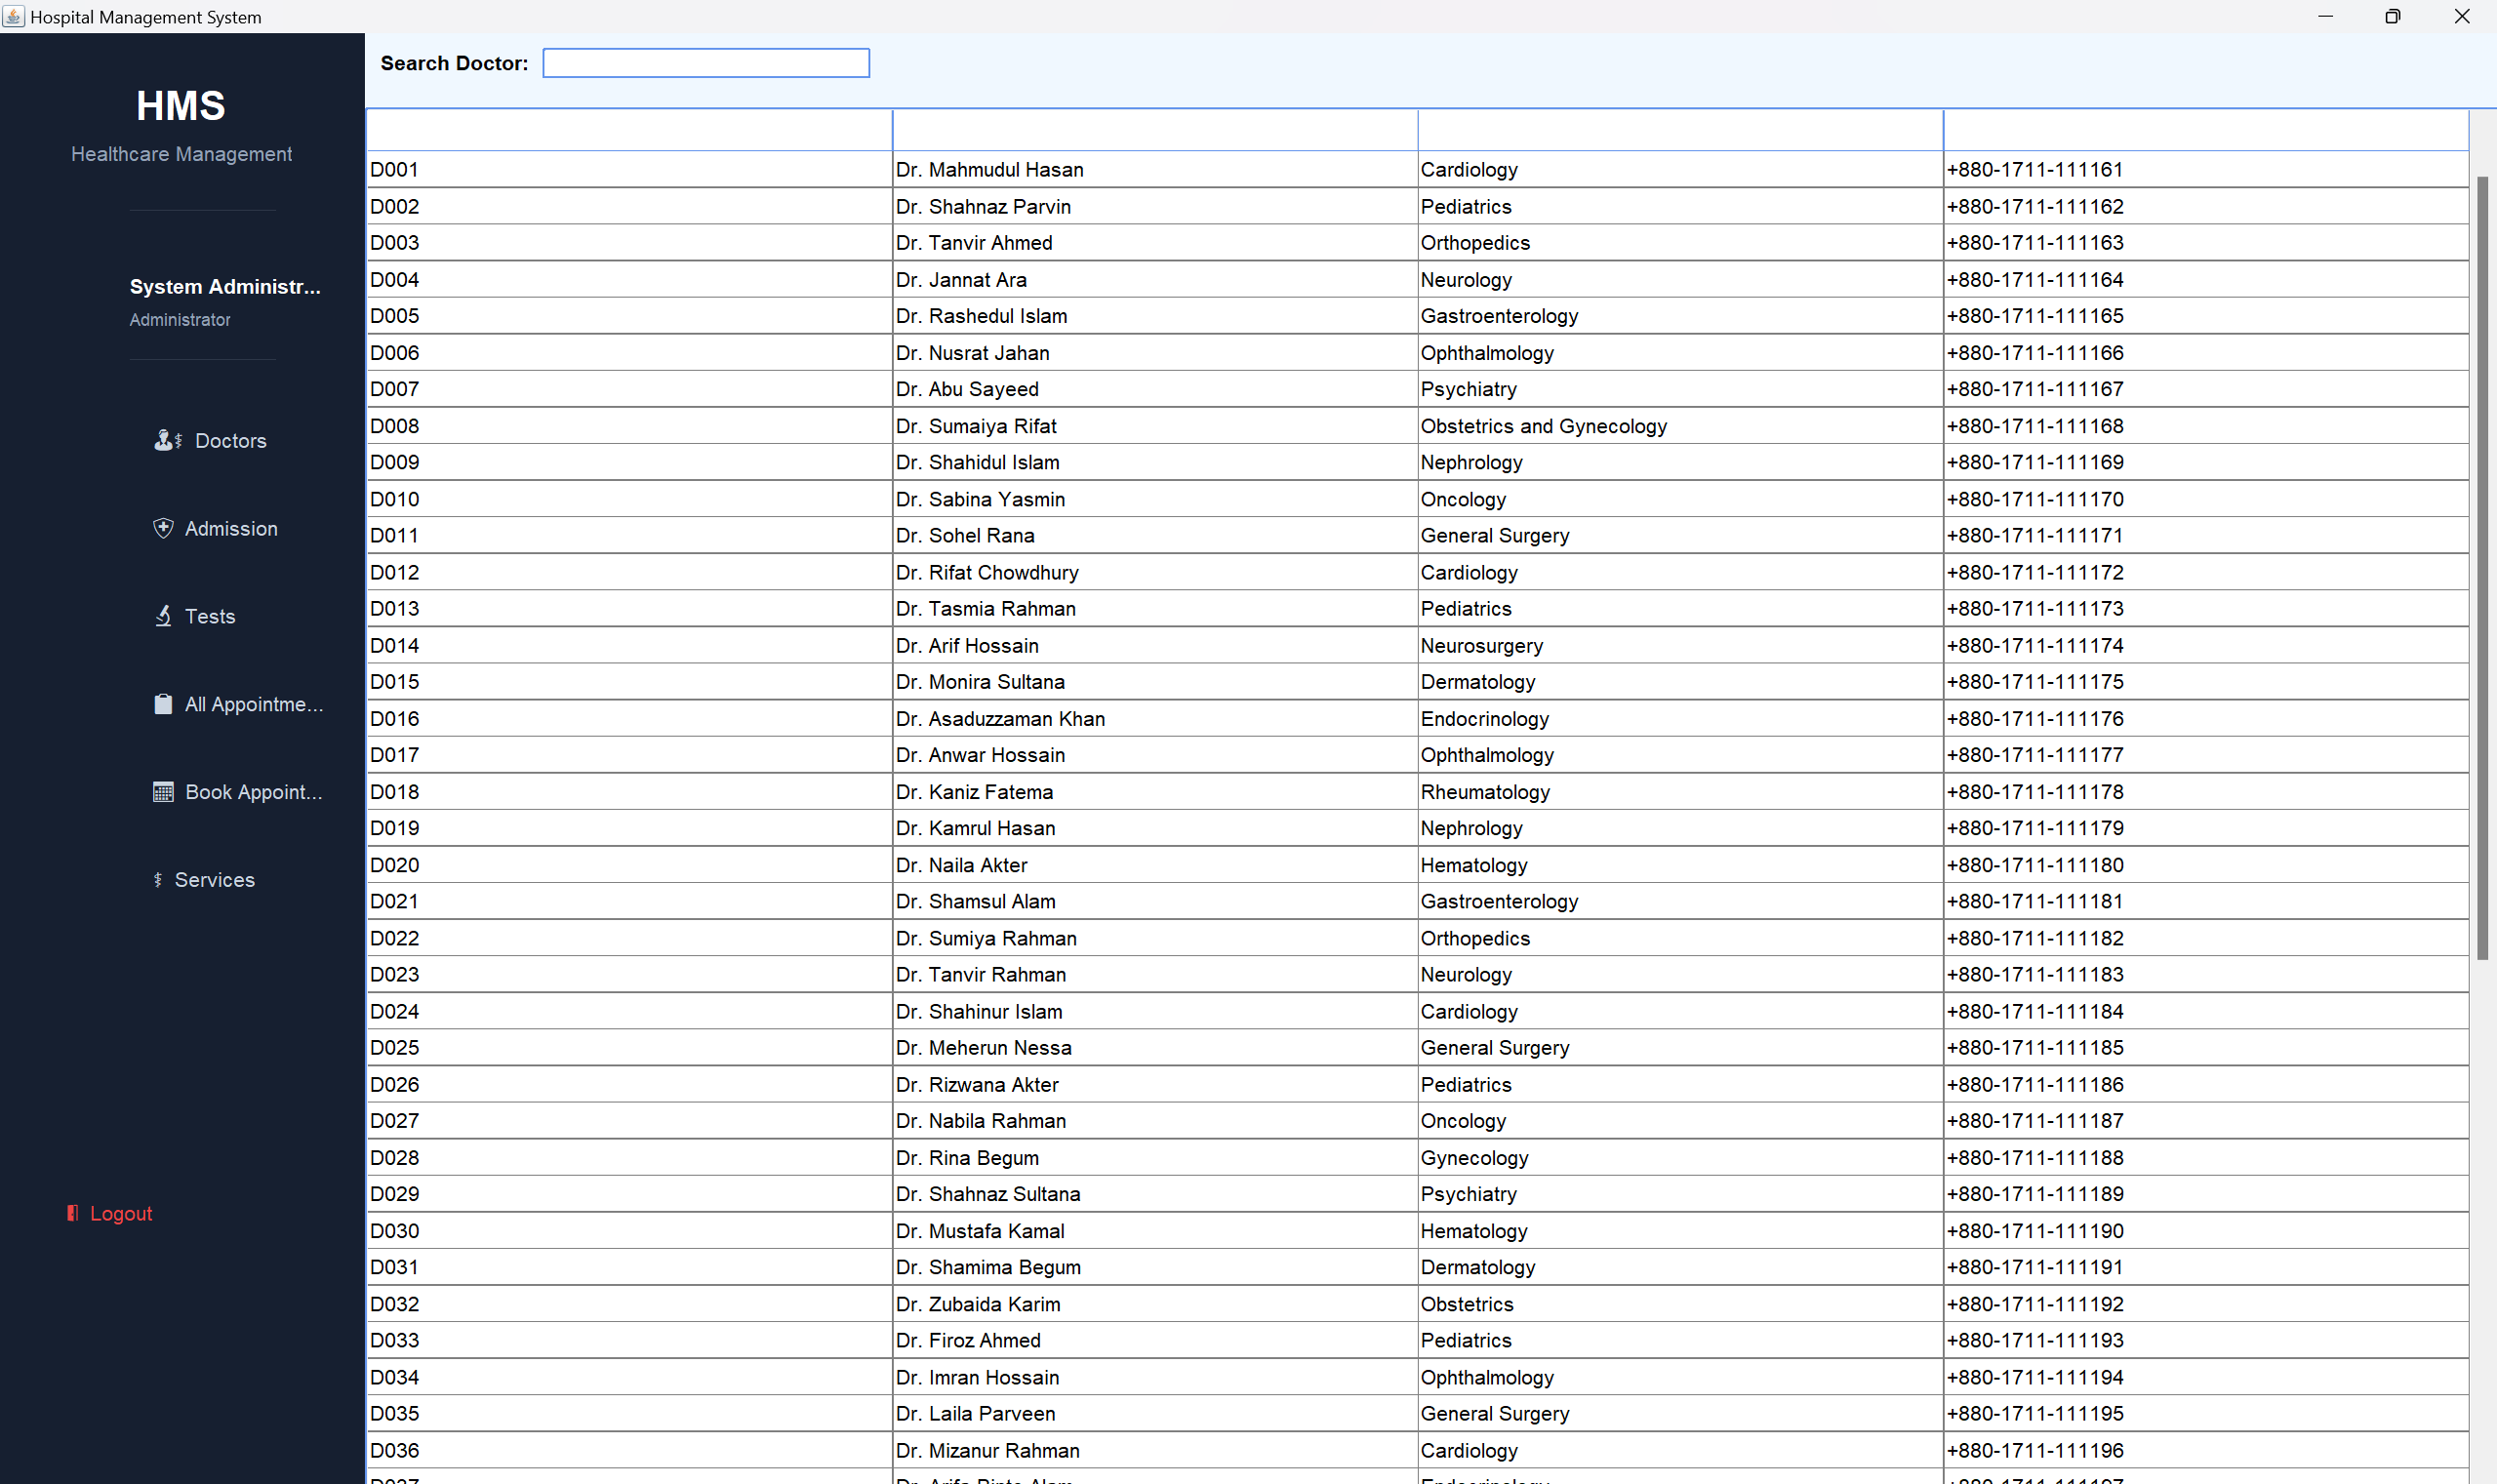 Hospital Management System
HMS
Healthcare Management
System Administr...
Administrator
Doctors
Admission
Tests
All Appointme...
Book Appoint...
Services
Logout
Search Doctor:
D001 Dr. Mahmudul Hasan Cardiology +880-1711-111161
D002 Dr. Shahnaz Parvin Pediatrics +880-1711-111162
D003 Dr. Tanvir Ahmed Orthopedics +880-1711-111163
D004 Dr. Jannat Ara Neurology +880-1711-111164
D005 Dr. Rashedul Islam Gastroenterology +880-1711-111165
D006 Dr. Nusrat Jahan Ophthalmology +880-1711-111166
D007 Dr. Abu Sayeed Psychiatry +880-1711-111167
D008 Dr. Sumaiya Rifat Obstetrics and Gynecology +880-1711-111168
D009 Dr. Shahidul Islam Nephrology +880-1711-111169
D010 Dr. Sabina Yasmin Oncology +880-1711-111170
D011 Dr. Sohel Rana General Surgery +880-1711-111171
D012 Dr. Rifat Chowdhury Cardiology +880-1711-111172
D013 Dr. Tasmia Rahman Pediatrics +880-1711-111173
D014 Dr. Arif Hossain Neurosurgery +880-1711-111174
D015 Dr. Monira Sultana Dermatology +880-1711-111175
D016 Dr. Asaduzzaman Khan Endocrinology +880-1711-111176
D017 Dr. Anwar Hossain Ophthalmology +880-1711-111177
D018 Dr. Kaniz Fatema Rheumatology +880-1711-111178
D019 Dr. Kamrul Hasan Nephrology +880-1711-111179
D020 Dr. Naila Akter Hematology +880-1711-111180
D021 Dr. Shamsul Alam Gastroenterology +880-1711-111181
D022 Dr. Sumiya Rahman Orthopedics +880-1711-111182
D023 Dr. Tanvir Rahman Neurology +880-1711-111183
D024 Dr. Shahinur Islam Cardiology +880-1711-111184
D025 Dr. Meherun Nessa General Surgery +880-1711-111185
D026 Dr. Rizwana Akter Pediatrics +880-1711-111186
D027 Dr. Nabila Rahman Oncology +880-1711-111187
D028 Dr. Rina Begum Gynecology +880-1711-111188
D029 Dr. Shahnaz Sultana Psychiatry +880-1711-111189
D030 Dr. Mustafa Kamal Hematology +880-1711-111190
D031 Dr. Shamima Begum Dermatology +880-1711-111191
D032 Dr. Zubaida Karim Obstetrics +880-1711-111192
D033 Dr. Firoz Ahmed Pediatrics +880-1711-111193
D034 Dr. Imran Hossain Ophthalmology +880-1711-111194
D035 Dr. Laila Parveen General Surgery +880-1711-111195
D036 Dr. Mizanur Rahman Cardiology +880-1711-111196